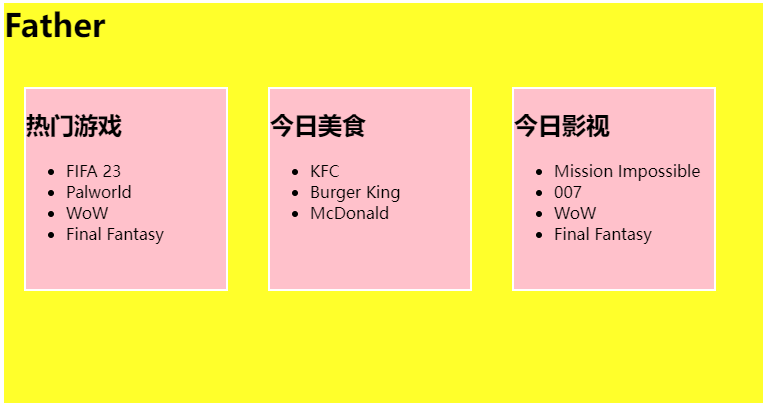 Father
热门游戏
FIFA 23
Palworld
WoW
Final Fantasy
今日美食
KFC
Burger King
McDonald
今日影视
Mission Impossible
007
WoW
Final Fantasy